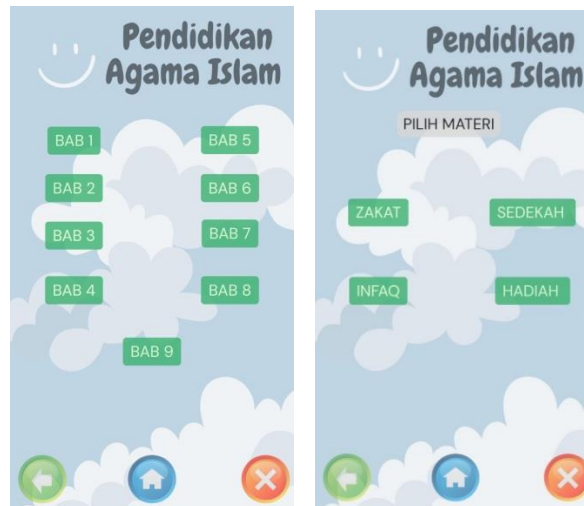 Pendidikan
Agama Islam
BAB 1
BAB 5
BAB 2
BAB 6
BAB 3
BAB 7
BAB 4
BAB 8
BAB 9
Pendidikan
Agama Islam
PILIH MATERI
ZAKAT
SEDEKAH
INFAQ
HADIAH